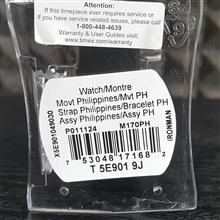 Attention:
If this timepiece ever requires service or
if you have service related issues, please call
1-800-448-4639
Warranty & User Guides visit:
www.timex.com/warranty
Watch/Montre
Movt Philippines/Mvt PH
Strap Philippines/Bracelet PH
Assy Philippines/Assy PH
P011124 M170PH
7 53048 17168 2
T 5E901 9J
X5E901049030
IRONMAN